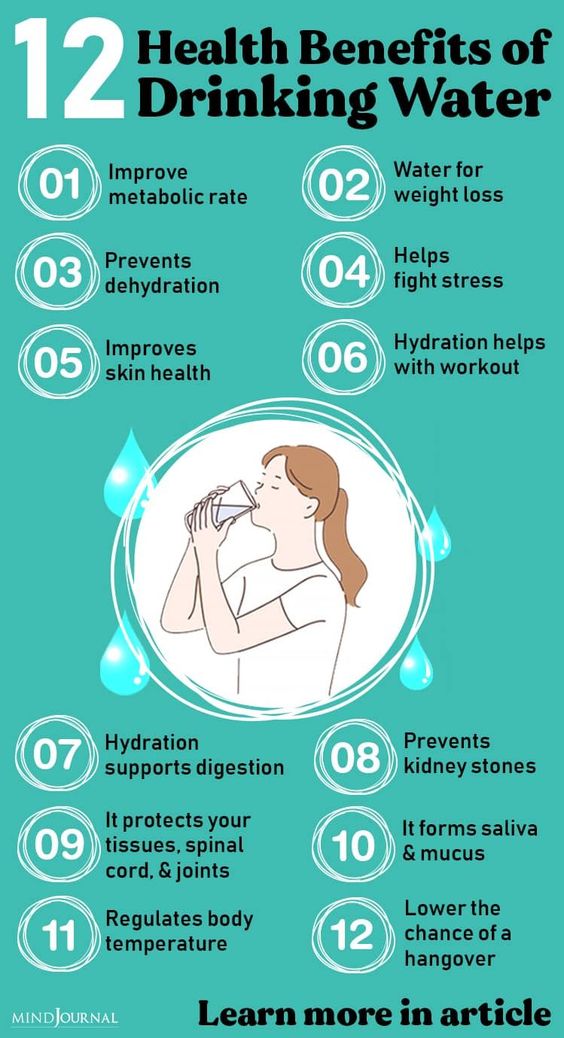 12 Health Benefits of
Drinking Water
01 Improve
metabolic rate
02 Water for
weight loss
03 Prevents
dehydration
04 Helps
fight stress
05 Improves
skin health
06 Hydration helps
with workout
07 Hydration
supports digestion
08 Prevents
kidney stones
09 It protects your
tissues, spinal
cord, & joints
10 It forms saliva
& mucus
11 Regulates body
temperature
12 Lower the
chance of a
hangover
MINDJOURNAL
Learn more in article